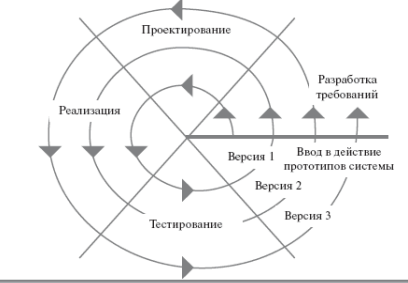 Проектирование
Разработка
требований
Реализация
Версия 1
Ввод в действие
прототипов системы
Версия 2
Версия 3
Тестирование